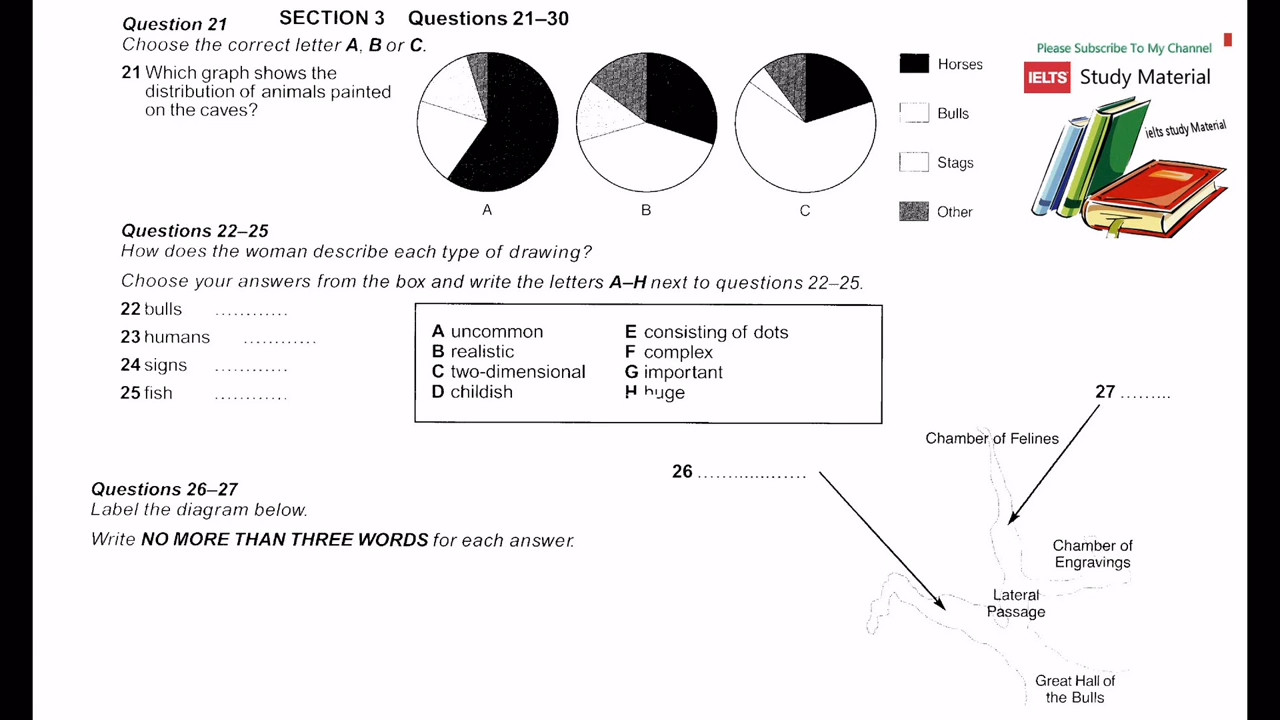 SECTION 3 Questions 21–30
Question 21
Choose the correct letter A, B or C.
21 Which graph shows the
distribution of animals painted
on the caves?
A
B
C
Horses
Bulls
Stags
Other
Please Subscribe To My Channel
IELTS Study Material
ielts study Material
Questions 22–25
How does the woman describe each type of drawing?
Choose your answers from the box and write the letters A–H next to questions 22–25.
22 bulls ............
23 humans ............
24 signs ............
25 fish ............
A uncommon
B realistic
C two-dimensional
D childish
E consisting of dots
F complex
G important
H huge
Questions 26–27
Label the diagram below.
Write NO MORE THAN THREE WORDS for each answer.
26 ....................
27 .........
Chamber of Felines
Chamber of
Engravings
Lateral
Passage
Great Hall of
the Bulls